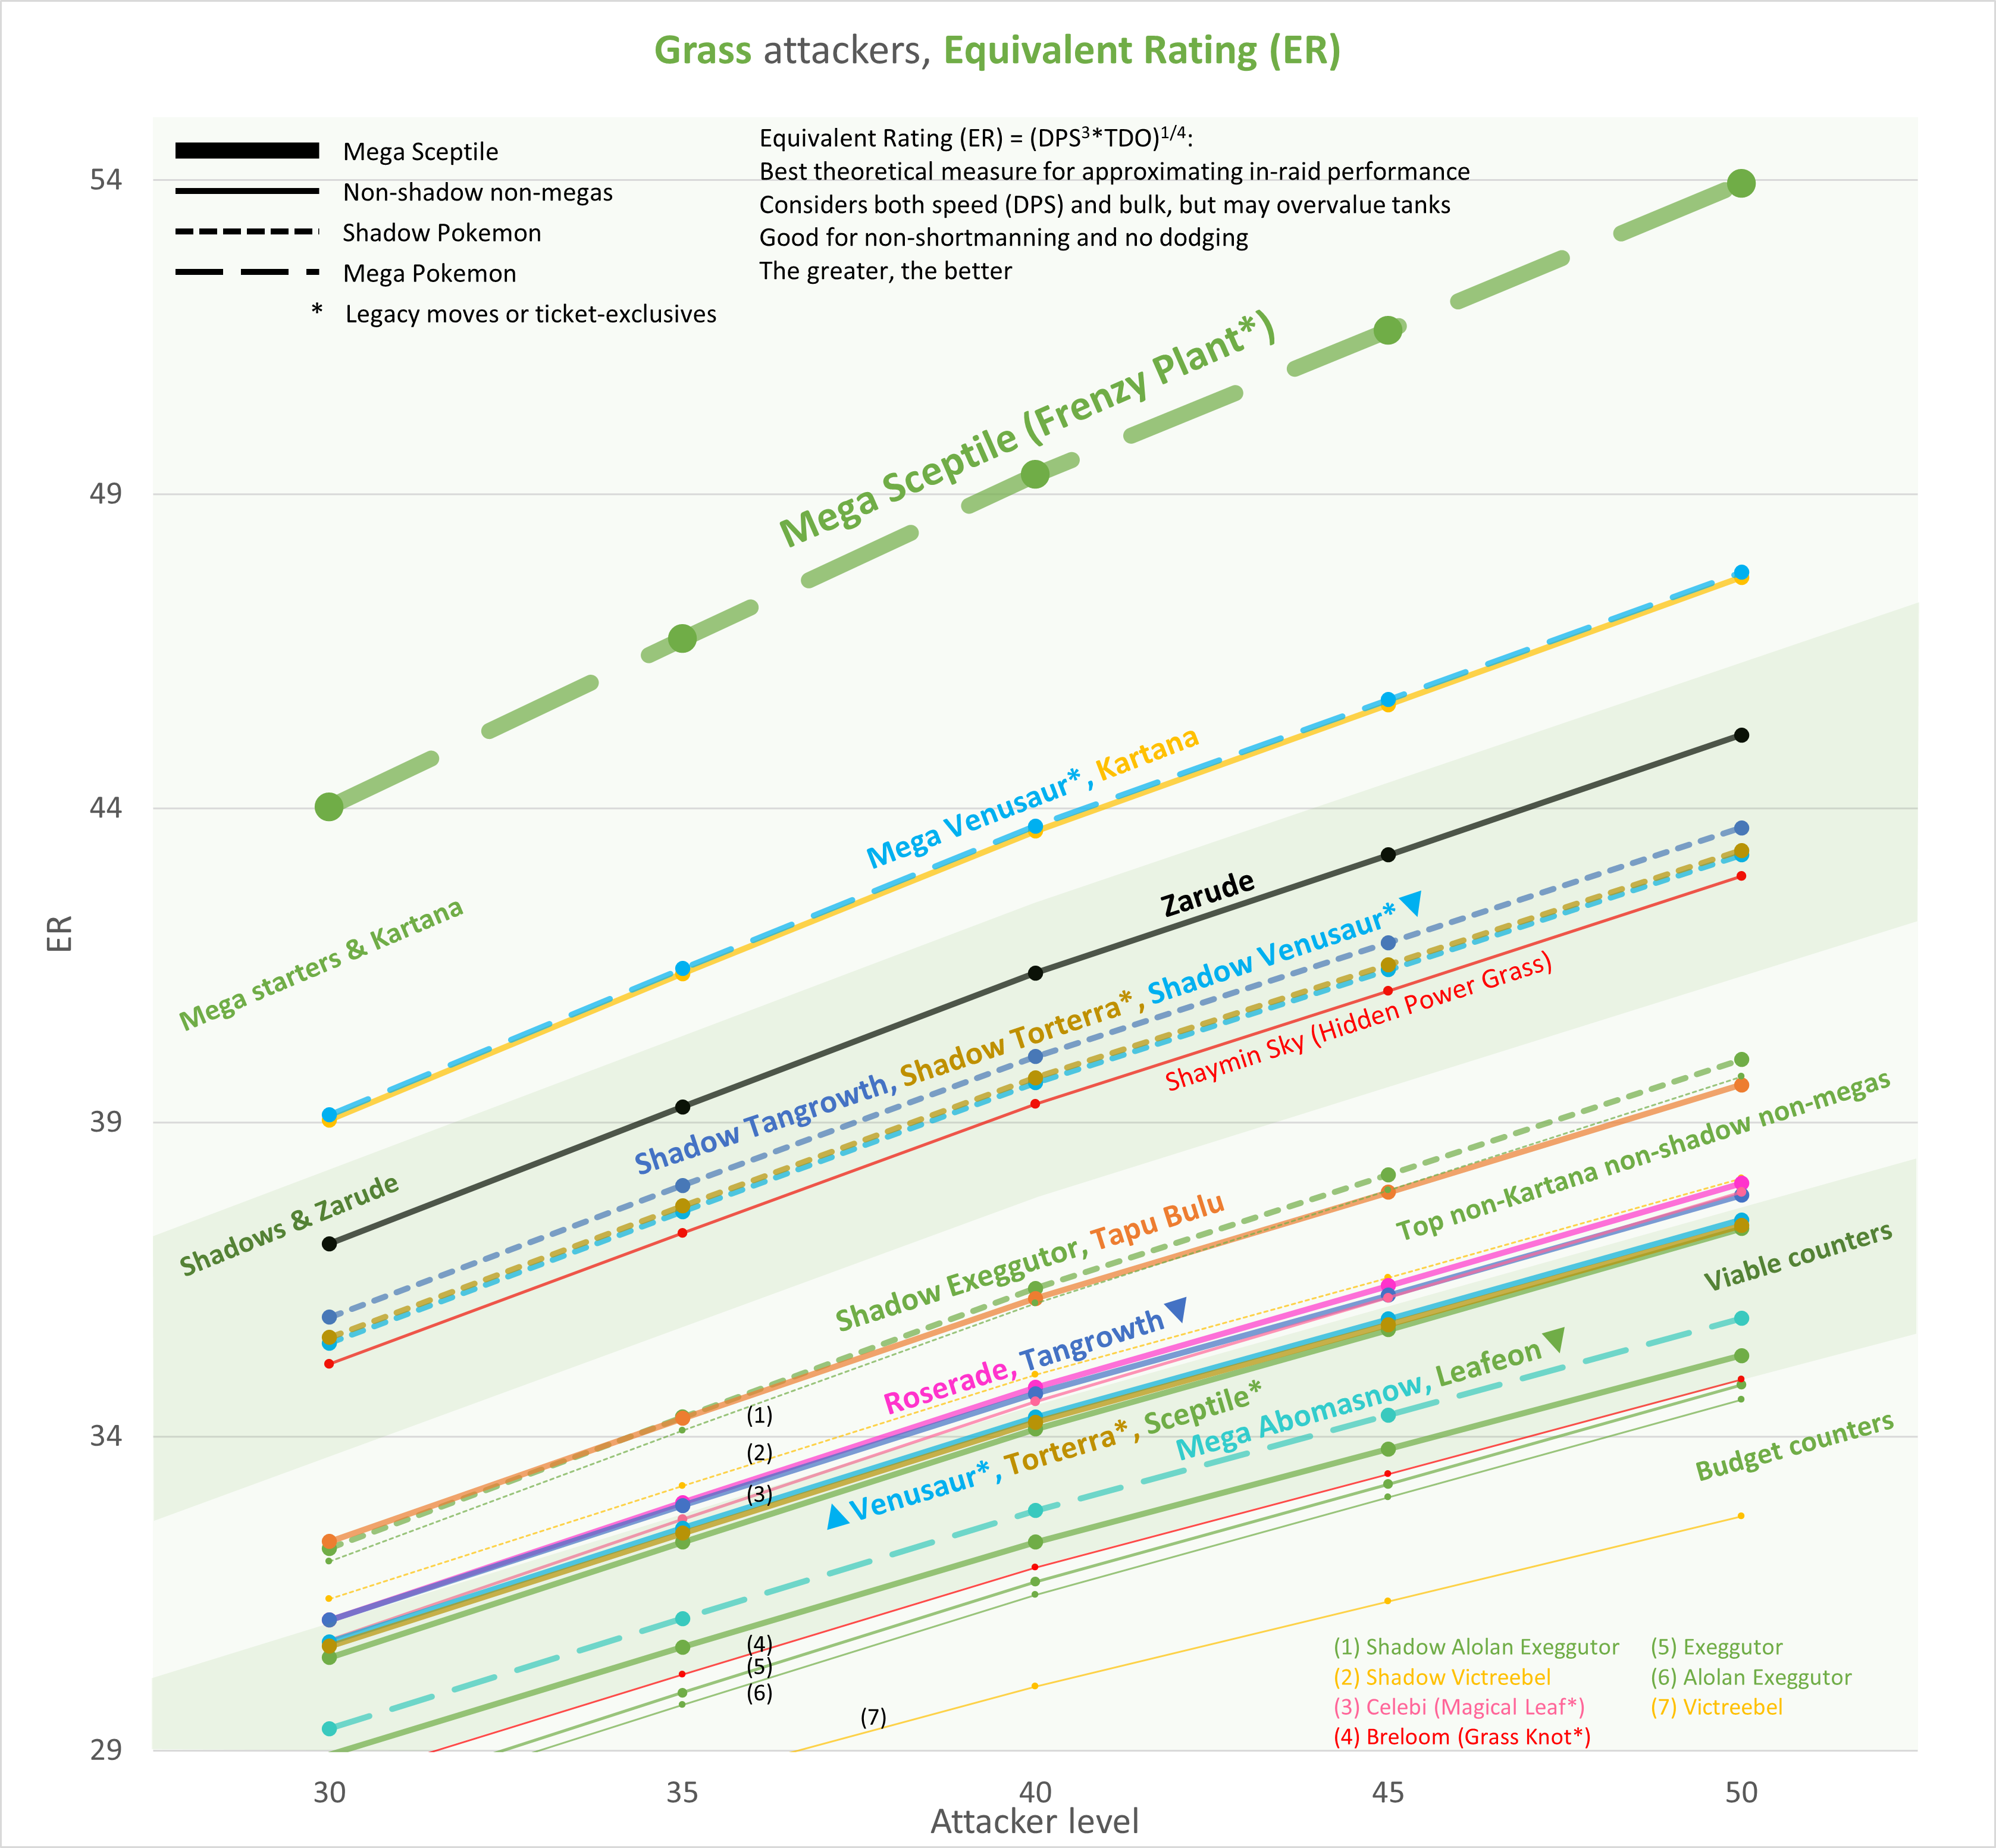 Grass attackers, Equivalent Rating (ER)
Mega Sceptile
Non-shadow non-megas
Shadow Pokemon
Mega Pokemon
* Legacy moves or ticket-exclusives
Equivalent Rating (ER) = (DPS³*TDO)¹/⁴:
Best theoretical measure for approximating in-raid performance
Considers both speed (DPS) and bulk, but may overvalue tanks
Good for non-shortmanning and no dodging
The greater, the better
54
49
44
39
34
29
ER
Mega Sceptile (Frenzy Plant*)
Mega Venusaur*, Kartana
Mega starters & Kartana
Zarude
Shadow Tangrowth, Shadow Torterra*, Shadow Venusaur*▼
Shaymin Sky (Hidden Power Grass)
Shadows & Zarude
Shadow Exeggutor, Tapu Bulu
Top non-Kartana non-shadow non-megas
Roserade, Tangrowth▼
Viable counters
▲Venusaur*, Torterra*, Sceptile*
Mega Abomasnow, Leafeon▼
Budget counters
(1)
(2)
(3)
(4)
(5)
(6)
(7)
(1) Shadow Alolan Exeggutor
(2) Shadow Victreebel
(3) Celebi (Magical Leaf*)
(4) Breloom (Grass Knot*)
(5) Exeggutor
(6) Alolan Exeggutor
(7) Victreebel
30 35 40 45 50
Attacker level